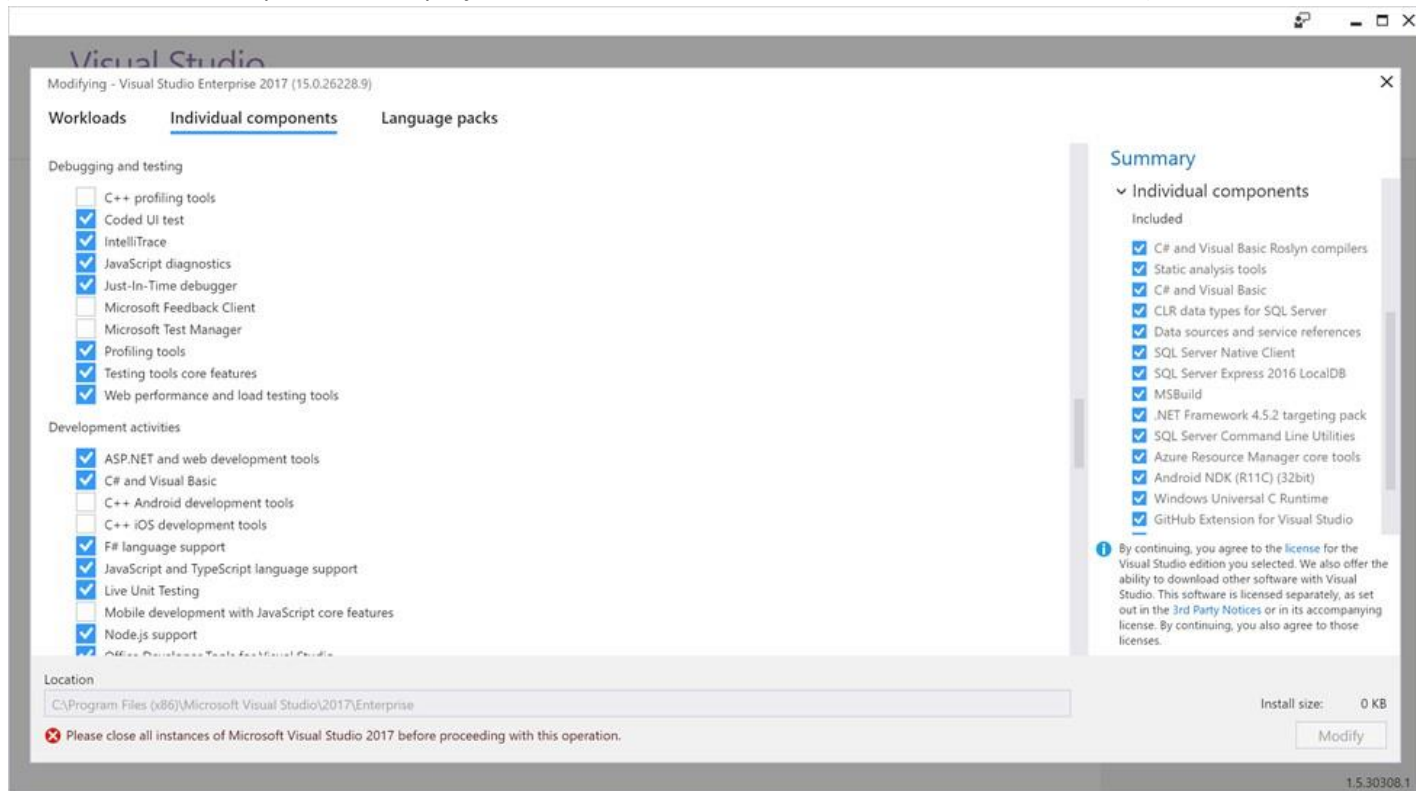 Visual Studio
Modifying - Visual Studio Enterprise 2017 (15.0.26228.9)
Workloads Individual components Language packs
Debugging and testing
C++ profiling tools
Coded UI test
IntelliTrace
JavaScript diagnostics
Just-In-Time debugger
Microsoft Feedback Client
Microsoft Test Manager
Profiling tools
Testing tools core features
Web performance and load testing tools
Development activities
ASP.NET and web development tools
C# and Visual Basic
C++ Android development tools
C++ iOS development tools
F# language support
JavaScript and TypeScript language support
Live Unit Testing
Mobile development with JavaScript core features
Node.js support
Office Developer Tools for Visual Studio
Summary
Individual components
Included
C# and Visual Basic Roslyn compilers
Static analysis tools
C# and Visual Basic
CLR data types for SQL Server
Data sources and service references
SQL Server Native Client
SQL Server Express 2016 LocalDB
MSBuild
.NET Framework 4.5.2 targeting pack
SQL Server Command Line Utilities
Azure Resource Manager core tools
Android NDK (R11C) (32bit)
Windows Universal C Runtime
GitHub Extension for Visual Studio
By continuing, you agree to the license for the
Visual Studio edition you selected. We also offer the
ability to download other software with Visual
Studio. This software is licensed separately, as set
out in the 3rd Party Notices or in its accompanying
license. By continuing, you also agree to those
licenses.
Location
C:\Program Files (x86)\Microsoft Visual Studio\2017\Enterprise
Install size: 0 KB
Please close all instances of Microsoft Visual Studio 2017 before proceeding with this operation.
Modify
1.5.30308.1